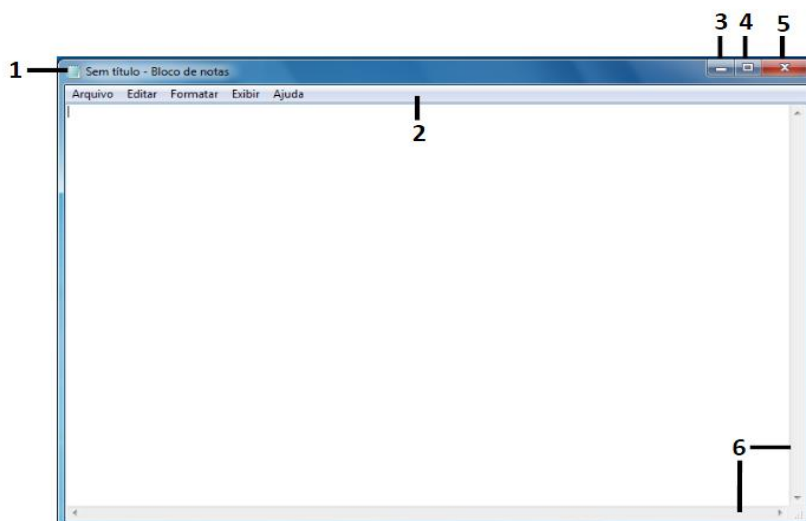 3 4 5
1 Sem título - Bloco de notas
Arquivo Editar Formatar Exibir Ajuda
2
6